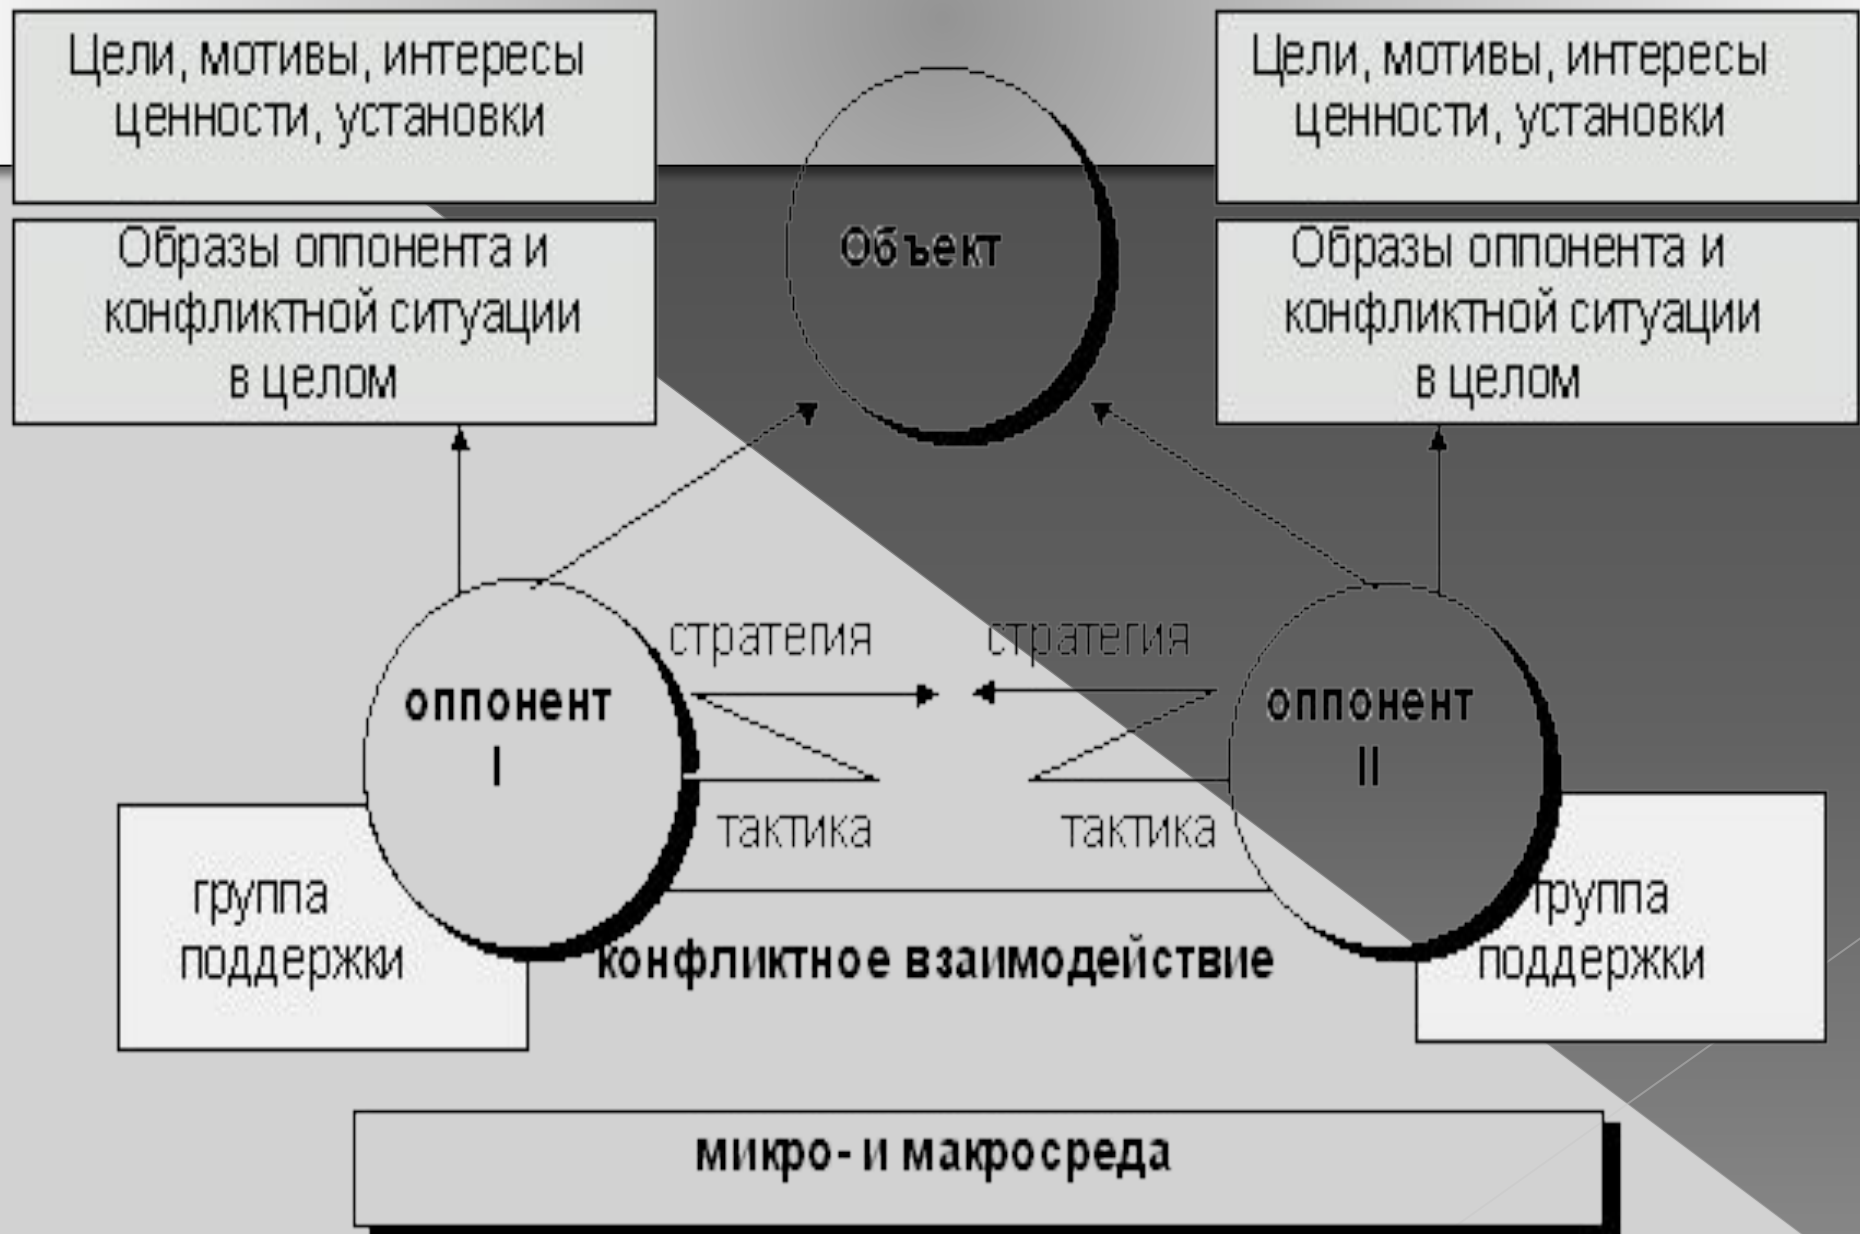 Цели, мотивы, интересы
ценности, установки
Цели, мотивы, интересы
ценности, установки
Образы оппонента и
конфликтной ситуации
в целом
Объект
Образы оппонента и
конфликтной ситуации
в целом
стратегия
стратегия
оппонент
I
оппонент
II
тактика
тактика
группа
поддержки
конфликтное взаимодействие
группа
поддержки
микро- и макросреда